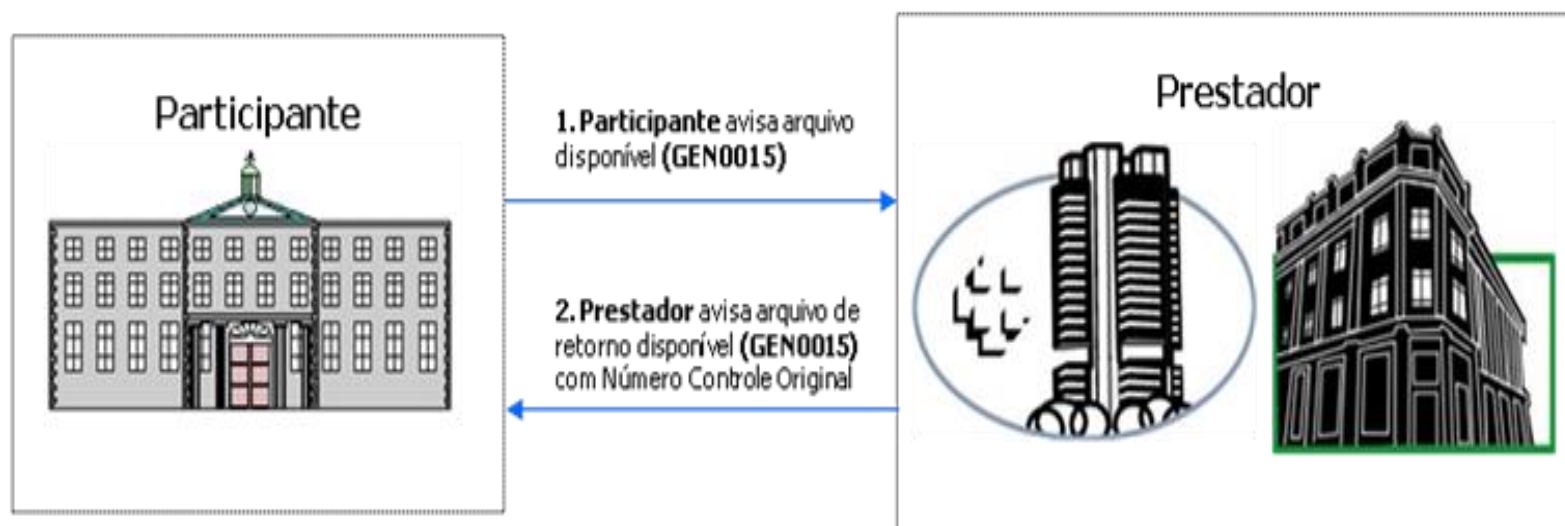 Participante
1. Participante avisa arquivo
disponível (GEN0015)
2. Prestador avisa arquivo de
retorno disponível (GEN0015)
com Número Controle Original
Prestador